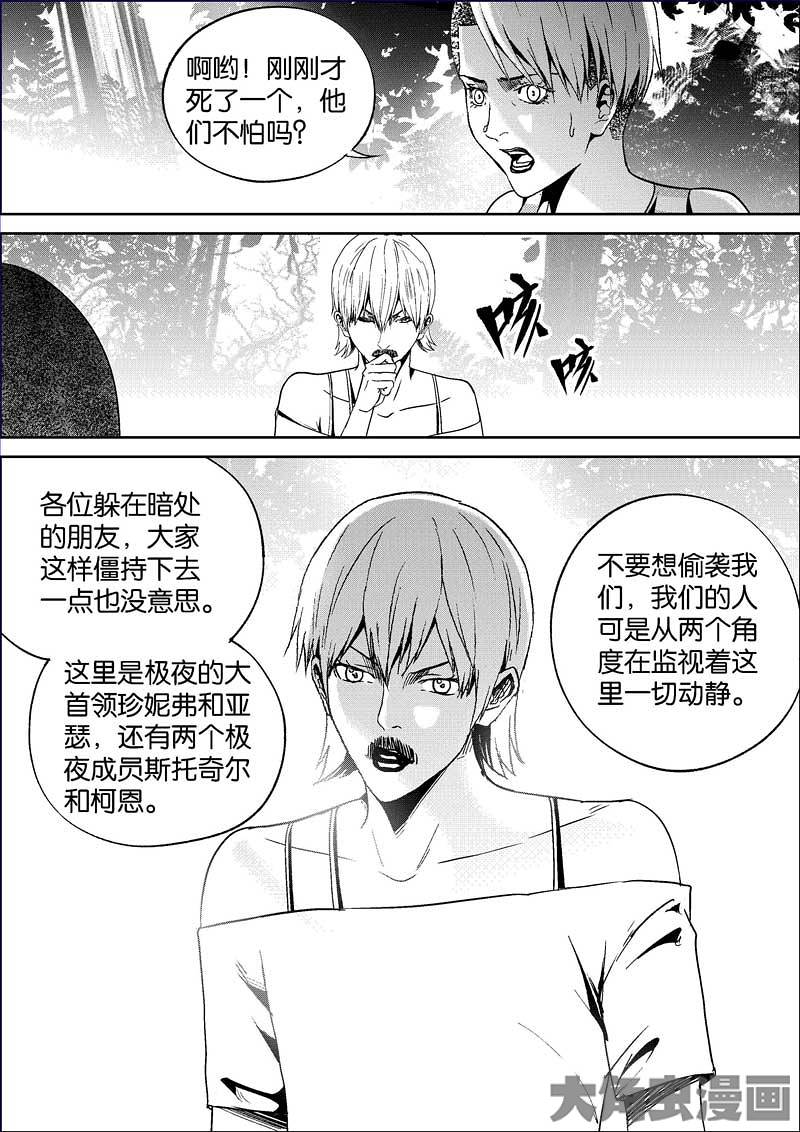 啊哟！刚刚才
死了一个，他
们不怕吗？
咳
咳
各位躲在暗处
的朋友，大家
这样僵持下去
一点也没意思。
这里是极夜的大
首领珍妮弗和亚
瑟，还有两个极
夜成员斯托奇尔
和柯恩。
不要想偷袭我
们，我们的人
可是从两个角
度在监视着这
里一切动静。
大角虫漫画